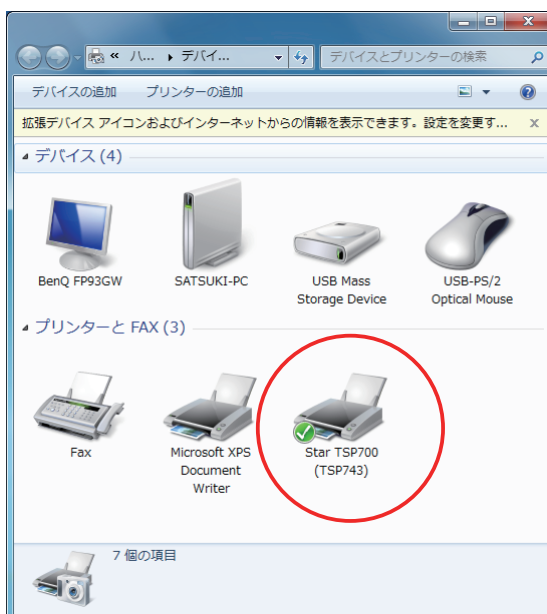 « ハ... ▸ デバイ...
デバイスとプリンターの検索
デバイスの追加 プリンターの追加
拡張デバイス アイコンおよびインターネットからの情報を表示できます。設定を変更す...
デバイス (4)
BenQ FP93GW
SATSUKI-PC
USB Mass
Storage Device
USB-PS/2
Optical Mouse
プリンターと FAX (3)
Fax
Microsoft XPS
Document
Writer
Star TSP700
(TSP743)
7 個の項目